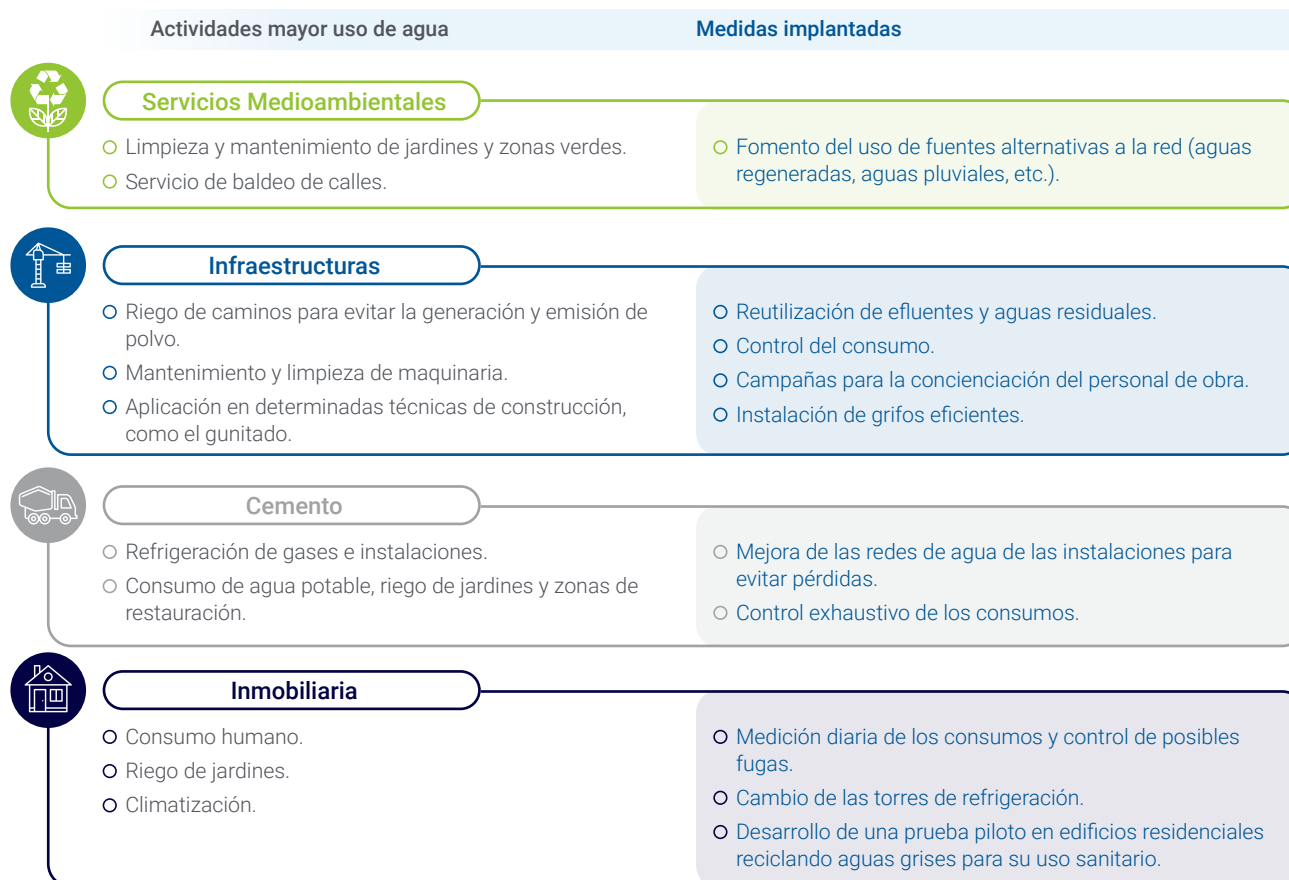 Actividades mayor uso de agua
Medidas implantadas
Servicios Medioambientales
Limpieza y mantenimiento de jardines y zonas verdes.
Servicio de baldeo de calles.
Fomento del uso de fuentes alternativas a la red (aguas
regeneradas, aguas pluviales, etc.).
Infraestructuras
Riego de caminos para evitar la generación y emisión de
polvo.
Mantenimiento y limpieza de maquinaria.
Aplicación en determinadas técnicas de construcción,
como el gunitado.
Reutilización de efluentes y aguas residuales.
Control del consumo.
Campañas para la concienciación del personal de obra.
Instalación de grifos eficientes.
Cemento
Refrigeración de gases e instalaciones.
Consumo de agua potable, riego de jardines y zonas de
restauración.
Mejora de las redes de agua de las instalaciones para
evitar pérdidas.
Control exhaustivo de los consumos.
Inmobiliaria
Consumo humano.
Riego de jardines.
Climatización.
Medición diaria de los consumos y control de posibles
fugas.
Cambio de las torres de refrigeración.
Desarrollo de una prueba piloto en edificios residenciales
reciclando aguas grises para su uso sanitario.